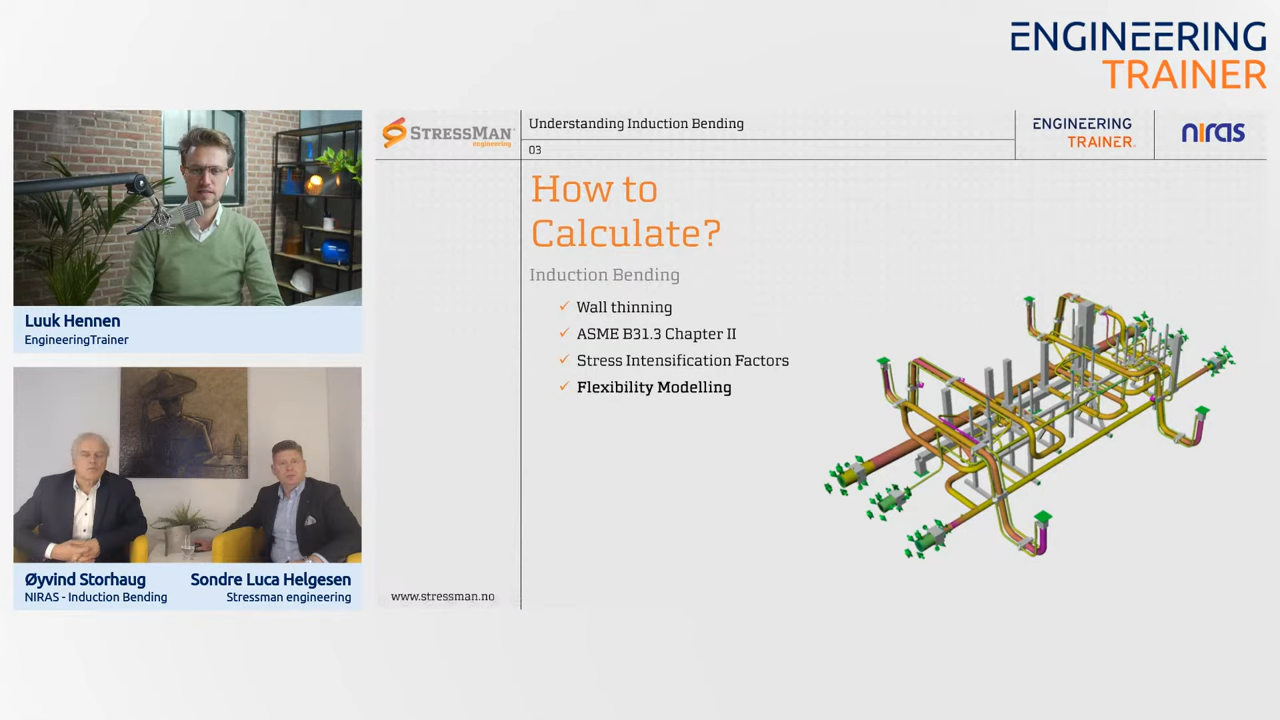 ENGINEERING
TRAINER
Luuk Hennen
EngineeringTrainer
Øyvind Storhaug
NIRAS - Induction Bending
Sondre Luca Helgesen
Stressman engineering
STRESSMAN
engineering
Understanding Induction Bending
03
ENGINEERING
TRAINER
niras
How to
Calculate?
Induction Bending
✓ Wall thinning
✓ ASME B31.3 Chapter II
✓ Stress Intensification Factors
✓ Flexibility Modelling
www.stressman.no